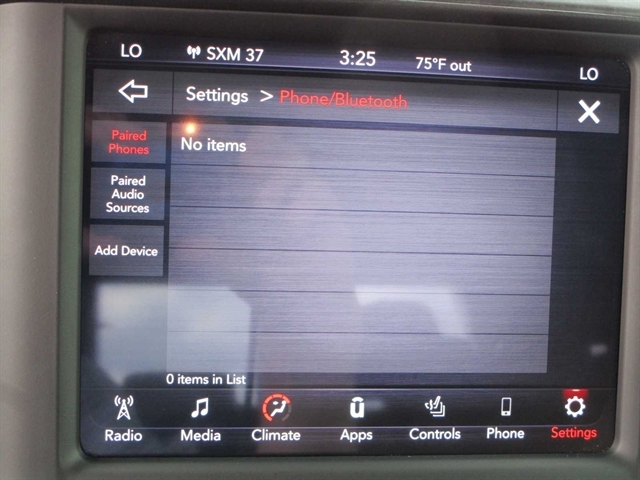 LO SXM 37 3:25 75°F out LO
Settings > Phone/Bluetooth
Paired
Phones
No items
Paired
Audio
Sources
Add Device
0 items in List
Radio Media Climate Apps Controls Phone Settings